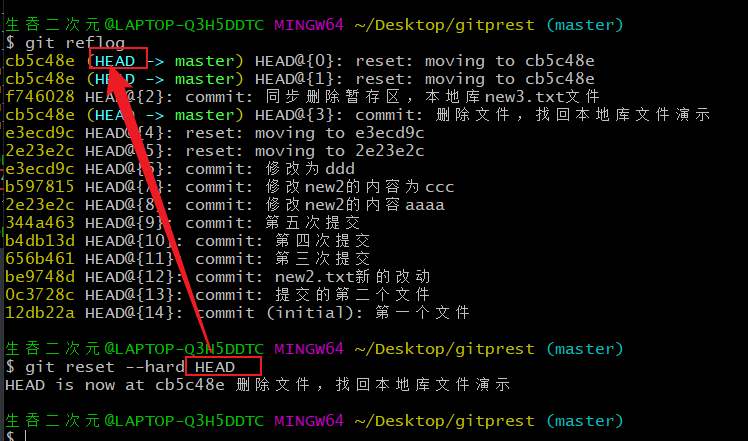 生吞二次元@LAPTOP-Q3H5DDTC MINGW64 ~/Desktop/gitprest (master)
$ git reflog
cb5c48e (HEAD -> master) HEAD@{0}: reset: moving to cb5c48e
cb5c48e (HEAD -> master) HEAD@{1}: reset: moving to cb5c48e
f746028 HEAD@{2}: commit: 同步删除暂存区，本地库new3.txt文件
cb5c48e (HEAD -> master) HEAD@{3}: commit: 删除文件，找回本地库文件演示
e3ecd9c HEAD@{4}: reset: moving to e3ecd9c
2e23e2c HEAD@{5}: reset: moving to 2e23e2c
e3ecd9c HEAD@{6}: commit: 修改为ddd
b597815 HEAD@{7}: commit: 修改new2的内容为ccc
2e23e2c HEAD@{8}: commit: 修改new2的内容aaaa
344a463 HEAD@{9}: commit: 第五次提交
b4db13d HEAD@{10}: commit: 第四次提交
656b461 HEAD@{11}: commit: 第三次提交
be9748d HEAD@{12}: commit: new2.txt新的改动
0c3728c HEAD@{13}: commit: 提交的第二个文件
12db22a HEAD@{14}: commit (initial): 第一个文件
生吞二次元@LAPTOP-Q3H5DDTC MINGW64 ~/Desktop/gitprest (master)
$ git reset --hard HEAD
HEAD is now at cb5c48e 删除文件，找回本地库文件演示
生吞二次元@LAPTOP-Q3H5DDTC MINGW64 ~/Desktop/gitprest (master)
$